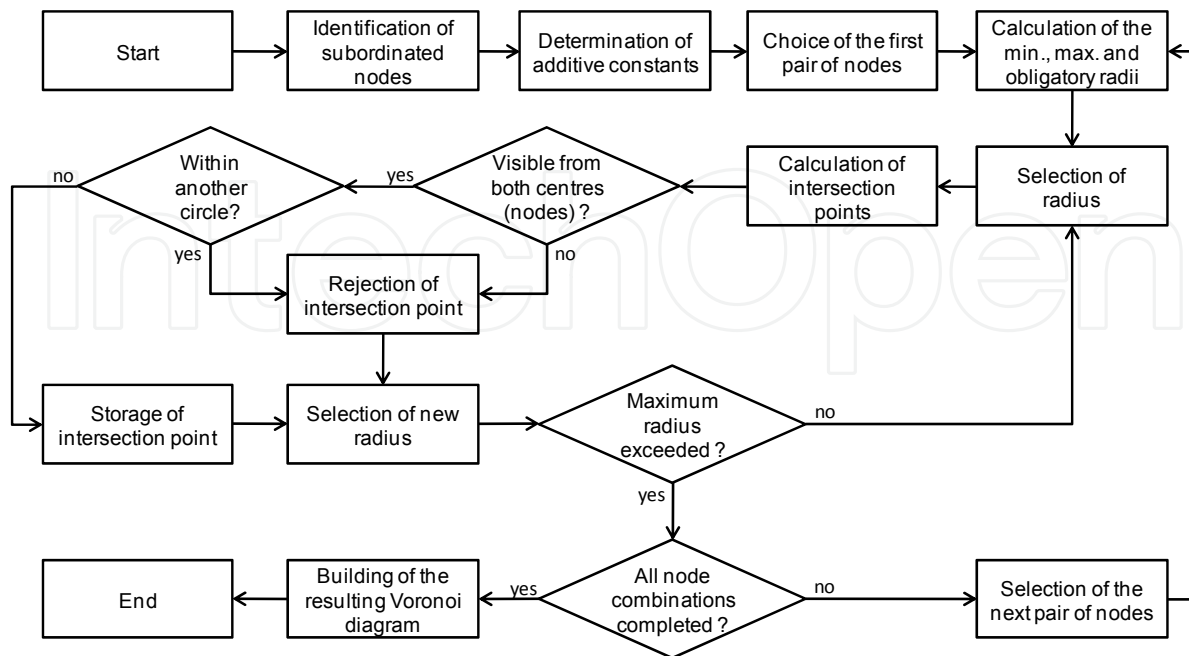 Start
Identification of
subordinated
nodes
Determination of
additive constants
Choice of the first
pair of nodes
Calculation of the
min., max. and
obligatory radii
Within
another
circle?
no
yes
yes
Visible from
both centres
(nodes) ?
no
Calculation of
intersection
points
Selection of
radius
Rejection of
intersection point
IntechOpen
Storage of
intersection point
Selection of new
radius
Maximum
radius
exceeded ?
no
yes
End
Building of the
resulting Voronoi
diagram
yes
All node
combinations
completed ?
no
Selection of the
next pair of nodes